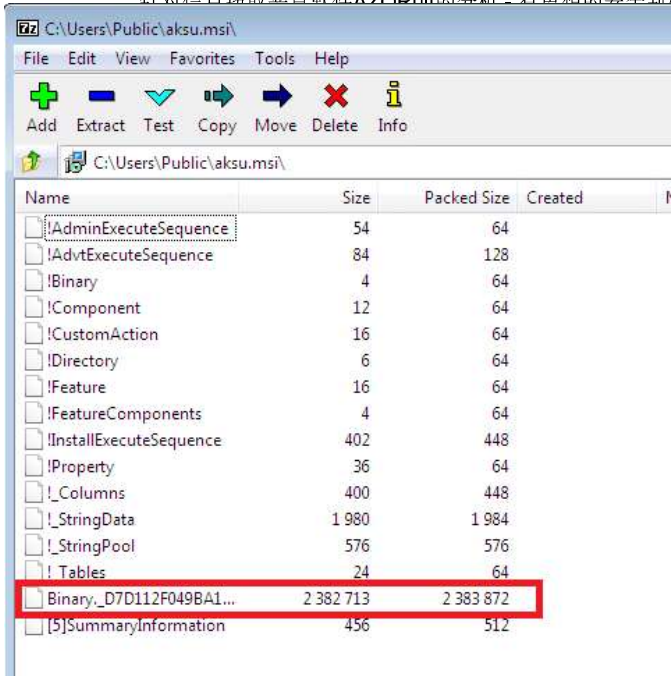 C:\Users\Public\aksu.msi\
File Edit View Favorites Tools Help
Add Extract Test Copy Move Delete Info
C:\Users\Public\aksu.msi\
Name Size Packed Size Created
!AdminExecuteSequence 54 64
!AdvtExecuteSequence 84 128
!Binary 4 64
!Component 12 64
!CustomAction 16 64
!Directory 6 64
!Feature 16 64
!FeatureComponents 4 64
!InstallExecuteSequence 402 448
!Property 36 64
!_Columns 400 448
!_StringData 1 980 1 984
!_StringPool 576 576
!_Tables 24 64
Binary._D7D112F049BA1... 2 382 713 2 383 872
[5]SummaryInformation 456 512